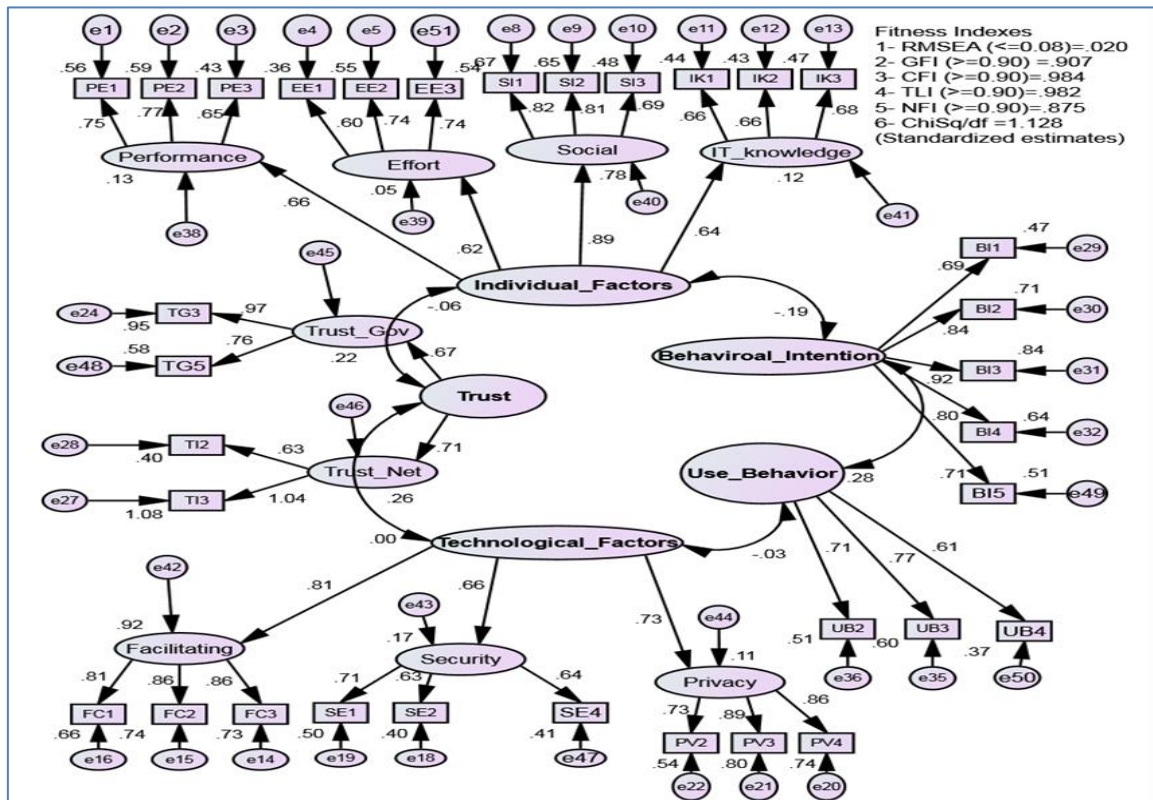 e1 e2 e3 e4 e5 e51 e8 e9 e10 e11 e12 e13
Fitness Indexes
1- RMSEA (<=0.08)=.020
2- GFI (>=0.90) =.907
3- CFI (>=0.90)=.984
4- TLI (>=0.90)=.982
5- NFI (>=0.90)=.875
6- ChiSq/df =1.128
(Standardized estimates)
.56 .59 .43 .36 .55 .54 .67 .65 .48 .44 .43 .47
PE1 PE2 PE3 EE1 EE2 EE3 SI1 SI2 SI3 IK1 IK2 IK3
.75 .77 .65 .60 .74 .74 .82 .81 .69 .66 .66 .68
Performance Effort Social IT_knowledge
.13 .05 .78 .12
e38 e39 e40 e41
.66 .62 .89 .64
.47
BI1 e29
e45
Individual_Factors
.69
-.06 -.19
.71
e24 TG3 .97
BI2 e30
.95
Trust_Gov
.84
.58 .76 .22
e48 TG5
.67
Behaviroal_Intention
.84
BI3 e31
.92
Trust
e46
.80
BI4 .64 e32
e28 TI2 .63
.71
.40
Trust_Net
Use_Behavior
.28
.71 .51
BI5 e49
e27 TI3 1.04
.26
1.08
.00
Technological_Factors
-.03
.71 .77 .61
e42
.81 .66 .73
e43 e44
.92 .17 .11
UB2 UB3 UB4
Facilitating Security Privacy
.51 .60 .37
e36 e35 e50
.81 .86 .86 .71 .63 .64 .73 .89 .86
FC1 FC2 FC3 SE1 SE2 SE4
PV2 PV3 PV4
.66 .74 .73 .50 .40 .41
.54 .80 .74
e16 e15 e14 e19 e18 e47
e22 e21 e20